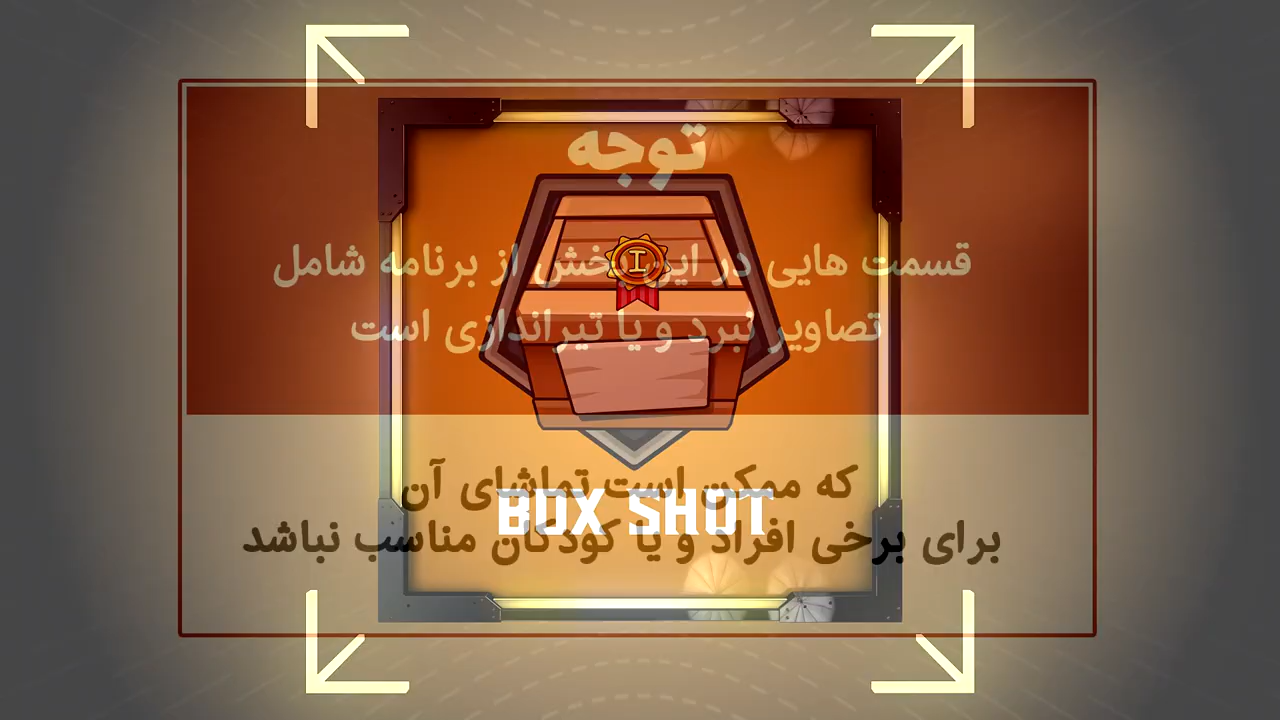 توجه
قسمت هایی در این بخش از برنامه شامل
تصاویر نبرد و یا تیراندازی است
I
که ممکن است تماشای آن
BOX SHOT
برای برخی افراد و یا کودکان مناسب نباشد